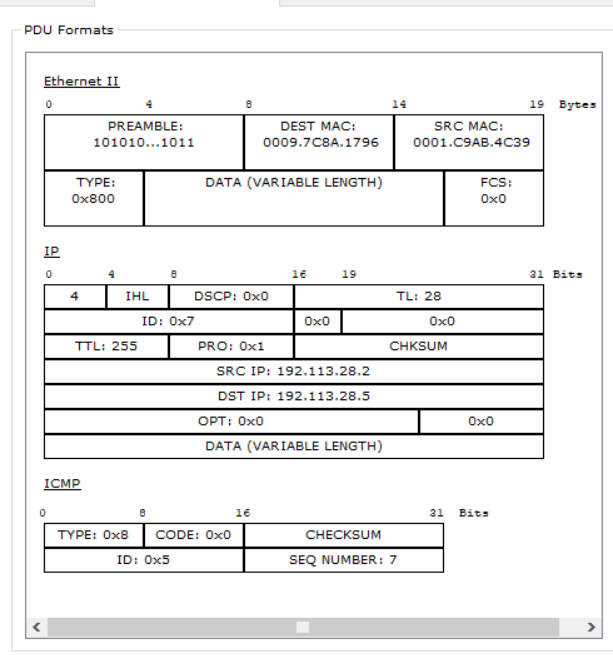 PDU Formats
Ethernet II
0 4 8 14 19 Bytes
PREAMBLE: DEST MAC: SRC MAC:
101010...1011 0009.7C8A.1796 0001.C9AB.4C39
TYPE: DATA (VARIABLE LENGTH) FCS:
0x800 0x0
IP
0 4 8 16 19 31 Bits
4 IHL DSCP: 0x0 TL: 28
ID: 0x7 0x0 0x0
TTL: 255 PRO: 0x1 CHKSUM
SRC IP: 192.113.28.2
DST IP: 192.113.28.5
OPT: 0x0 0x0
DATA (VARIABLE LENGTH)
ICMP
0 8 16 31 Bits
TYPE: 0x8 CODE: 0x0 CHECKSUM
ID: 0x5 SEQ NUMBER: 7